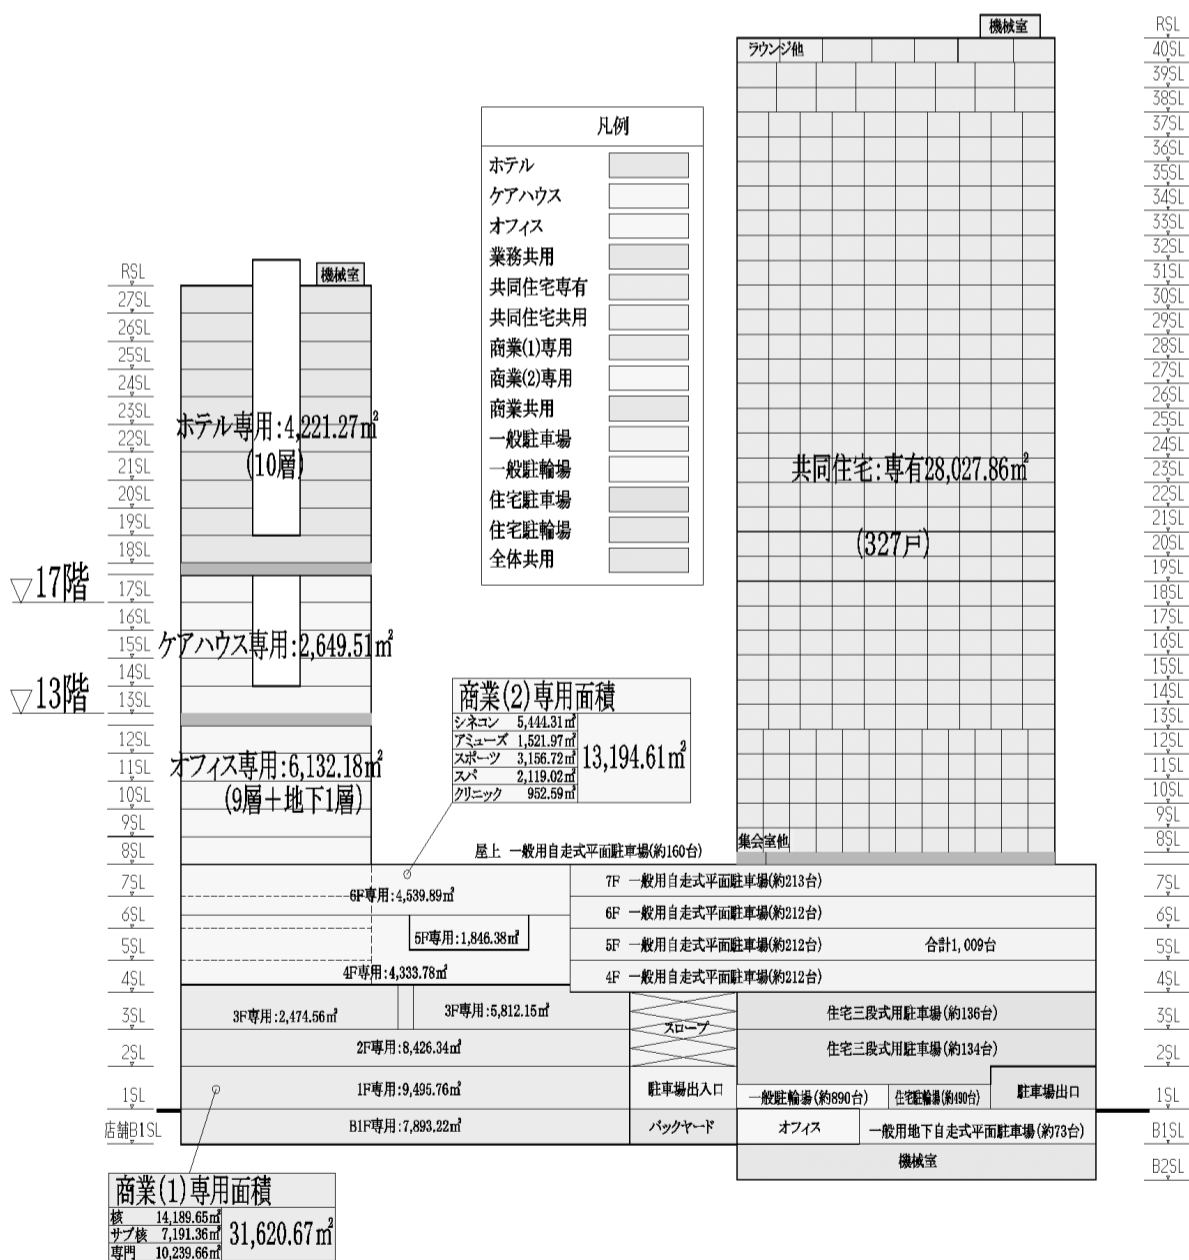 機械室
ラウンジ他
RSL
40SL
39SL
38SL
37SL
36SL
35SL
34SL
33SL
32SL
31SL
30SL
29SL
28SL
27SL
26SL
25SL
24SL
23SL
22SL
21SL
20SL
19SL
18SL
17SL
16SL
15SL
14SL
13SL
12SL
11SL
10SL
9SL
8SL
7SL
6SL
5SL
4SL
3SL
2SL
1SL
B1SL
B2SL
凡例
ホテル
ケアハウス
オフィス
業務共用
共同住宅専有
共同住宅共用
商業(1)専用
商業(2)専用
商業共用
一般駐車場
一般駐輪場
住宅駐車場
住宅駐輪場
全体共用
機械室
RSL
27SL
26SL
25SL
24SL
23SL
22SL
21SL
20SL
19SL
18SL
17SL
16SL
15SL
14SL
13SL
12SL
11SL
10SL
9SL
8SL
7SL
6SL
5SL
4SL
3SL
2SL
1SL
店舗B1SL
▽17階
▽13階
ホテル専用:4,221.27㎡
(10層)
ケアハウス専用:2,649.51㎡
オフィス専用:6,132.18㎡
(9層+地下1層)
共同住宅:専有28,027.86㎡
(327戸)
集会室他
商業(2)専用面積
シネコン 5,444.31㎡
アミューズ 1,521.97㎡
スポーツ 3,156.72㎡
スパ 2,119.02㎡
クリニック 952.59㎡
13,194.61㎡
屋上 一般用自走式平面駐車場(約160台)
7F 一般用自走式平面駐車場(約213台)
6F 一般用自走式平面駐車場(約212台)
5F 一般用自走式平面駐車場(約212台) 合計1,009台
4F 一般用自走式平面駐車場(約212台)
6F専用:4,539.89㎡
5F専用:1,846.38㎡
4F専用:4,333.78㎡
3F専用:2,474.56㎡
3F専用:5,812.15㎡
2F専用:8,426.34㎡
1F専用:9,495.76㎡
B1F専用:7,893.22㎡
スロープ
駐車場出入口
バックヤード
住宅三段式用駐車場(約136台)
住宅三段式用駐車場(約134台)
一般駐輪場(約890台)
住宅駐輪場(約490台)
駐車場出口
オフィス
一般用地下自走式平面駐車場(約73台)
機械室
商業(1)専用面積
核 14,189.65㎡
サブ核 7,191.36㎡
専門 10,239.66㎡
31,620.67㎡